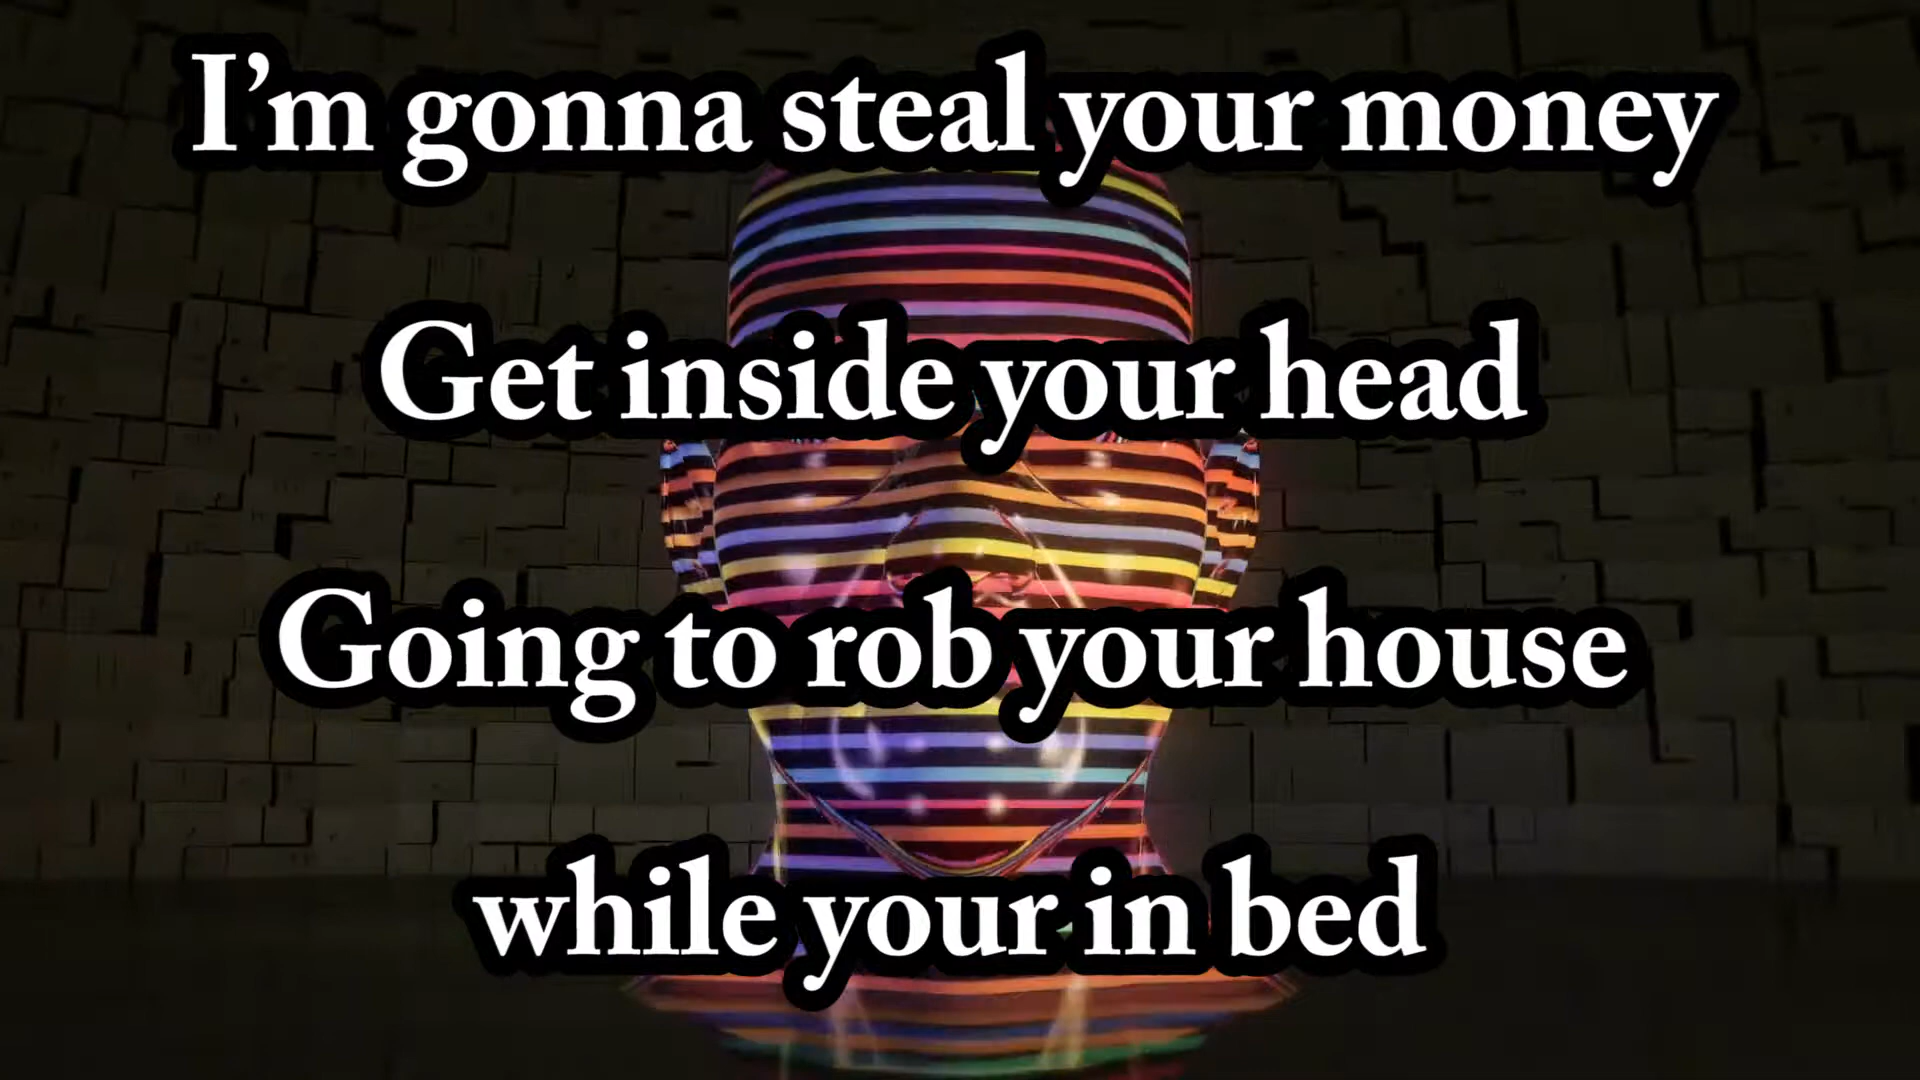 I’m gonna steal your money
Get inside your head
Going to rob your house
while your in bed